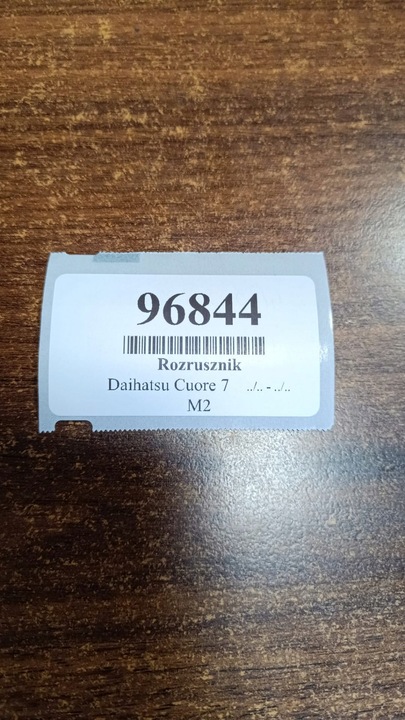 96844
Rozrusznik
Daihatsu Cuore 7 ../.. - ../..
M2